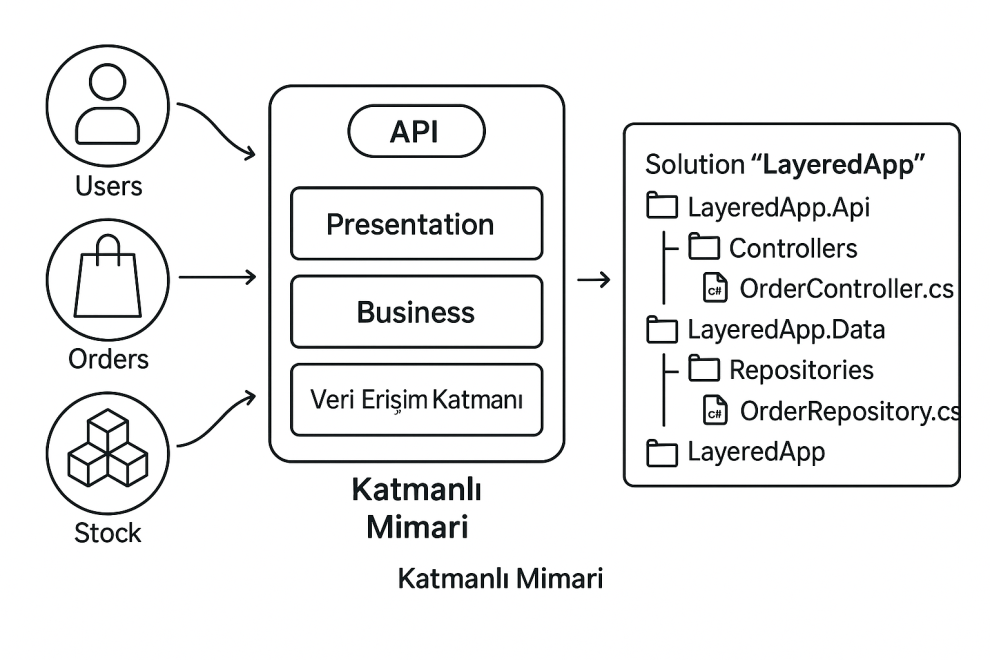 Users
Orders
Stock
API
Presentation
Business
Veri Erişim Katmanı
Katmanlı
Mimari
Katmanlı Mimari
Solution “LayeredApp”
LayeredApp.Api
Controllers
C# OrderController.cs
LayeredApp.Data
Repositories
C# OrderRepository.cs
LayeredApp